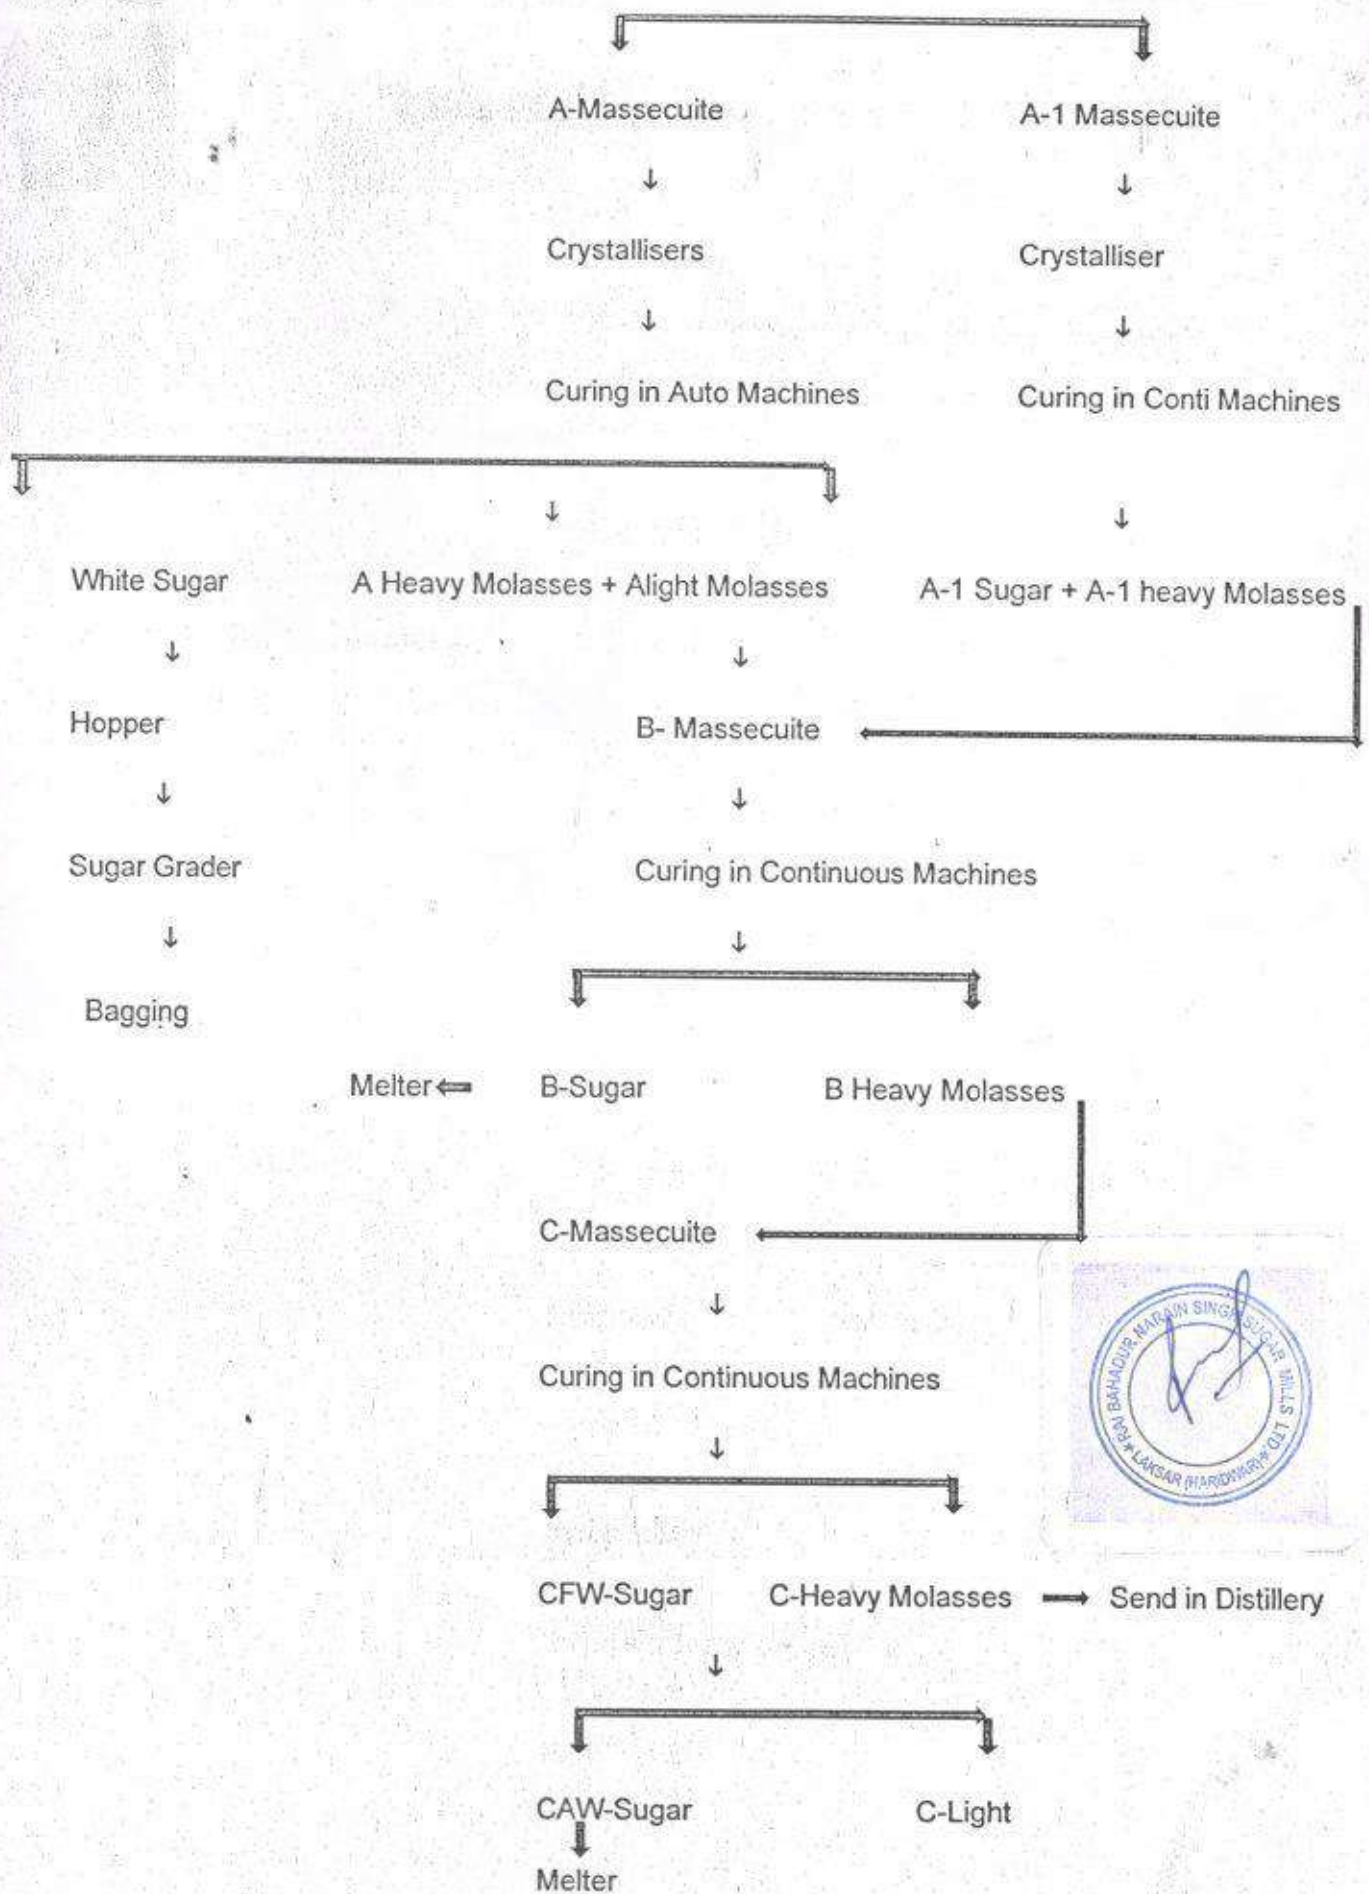 A-Massecuite A-1 Massecuite
↓ ↓
Crystallisers Crystalliser
↓ ↓
Curing in Auto Machines Curing in Conti Machines
↓ ↓
White Sugar A Heavy Molasses + Alight Molasses A-1 Sugar + A-1 heavy Molasses
↓ ↓
Hopper B- Massecuite
↓ ↓
Sugar Grader Curing in Continuous Machines
↓ ↓
Bagging
Melter B-Sugar B Heavy Molasses
C-Massecuite
↓
Curing in Continuous Machines
↓
CFW-Sugar C-Heavy Molasses Send in Distillery
↓
CAW-Sugar C-Light
Melter
RAI BAHADUR NARAIN SINGH SUGAR MILLS LTD.
* LAKSAR (HARIDWAR) *